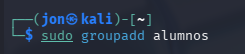 ┌──(jon㉿kali)-[~]
└─$ sudo groupadd alumnos